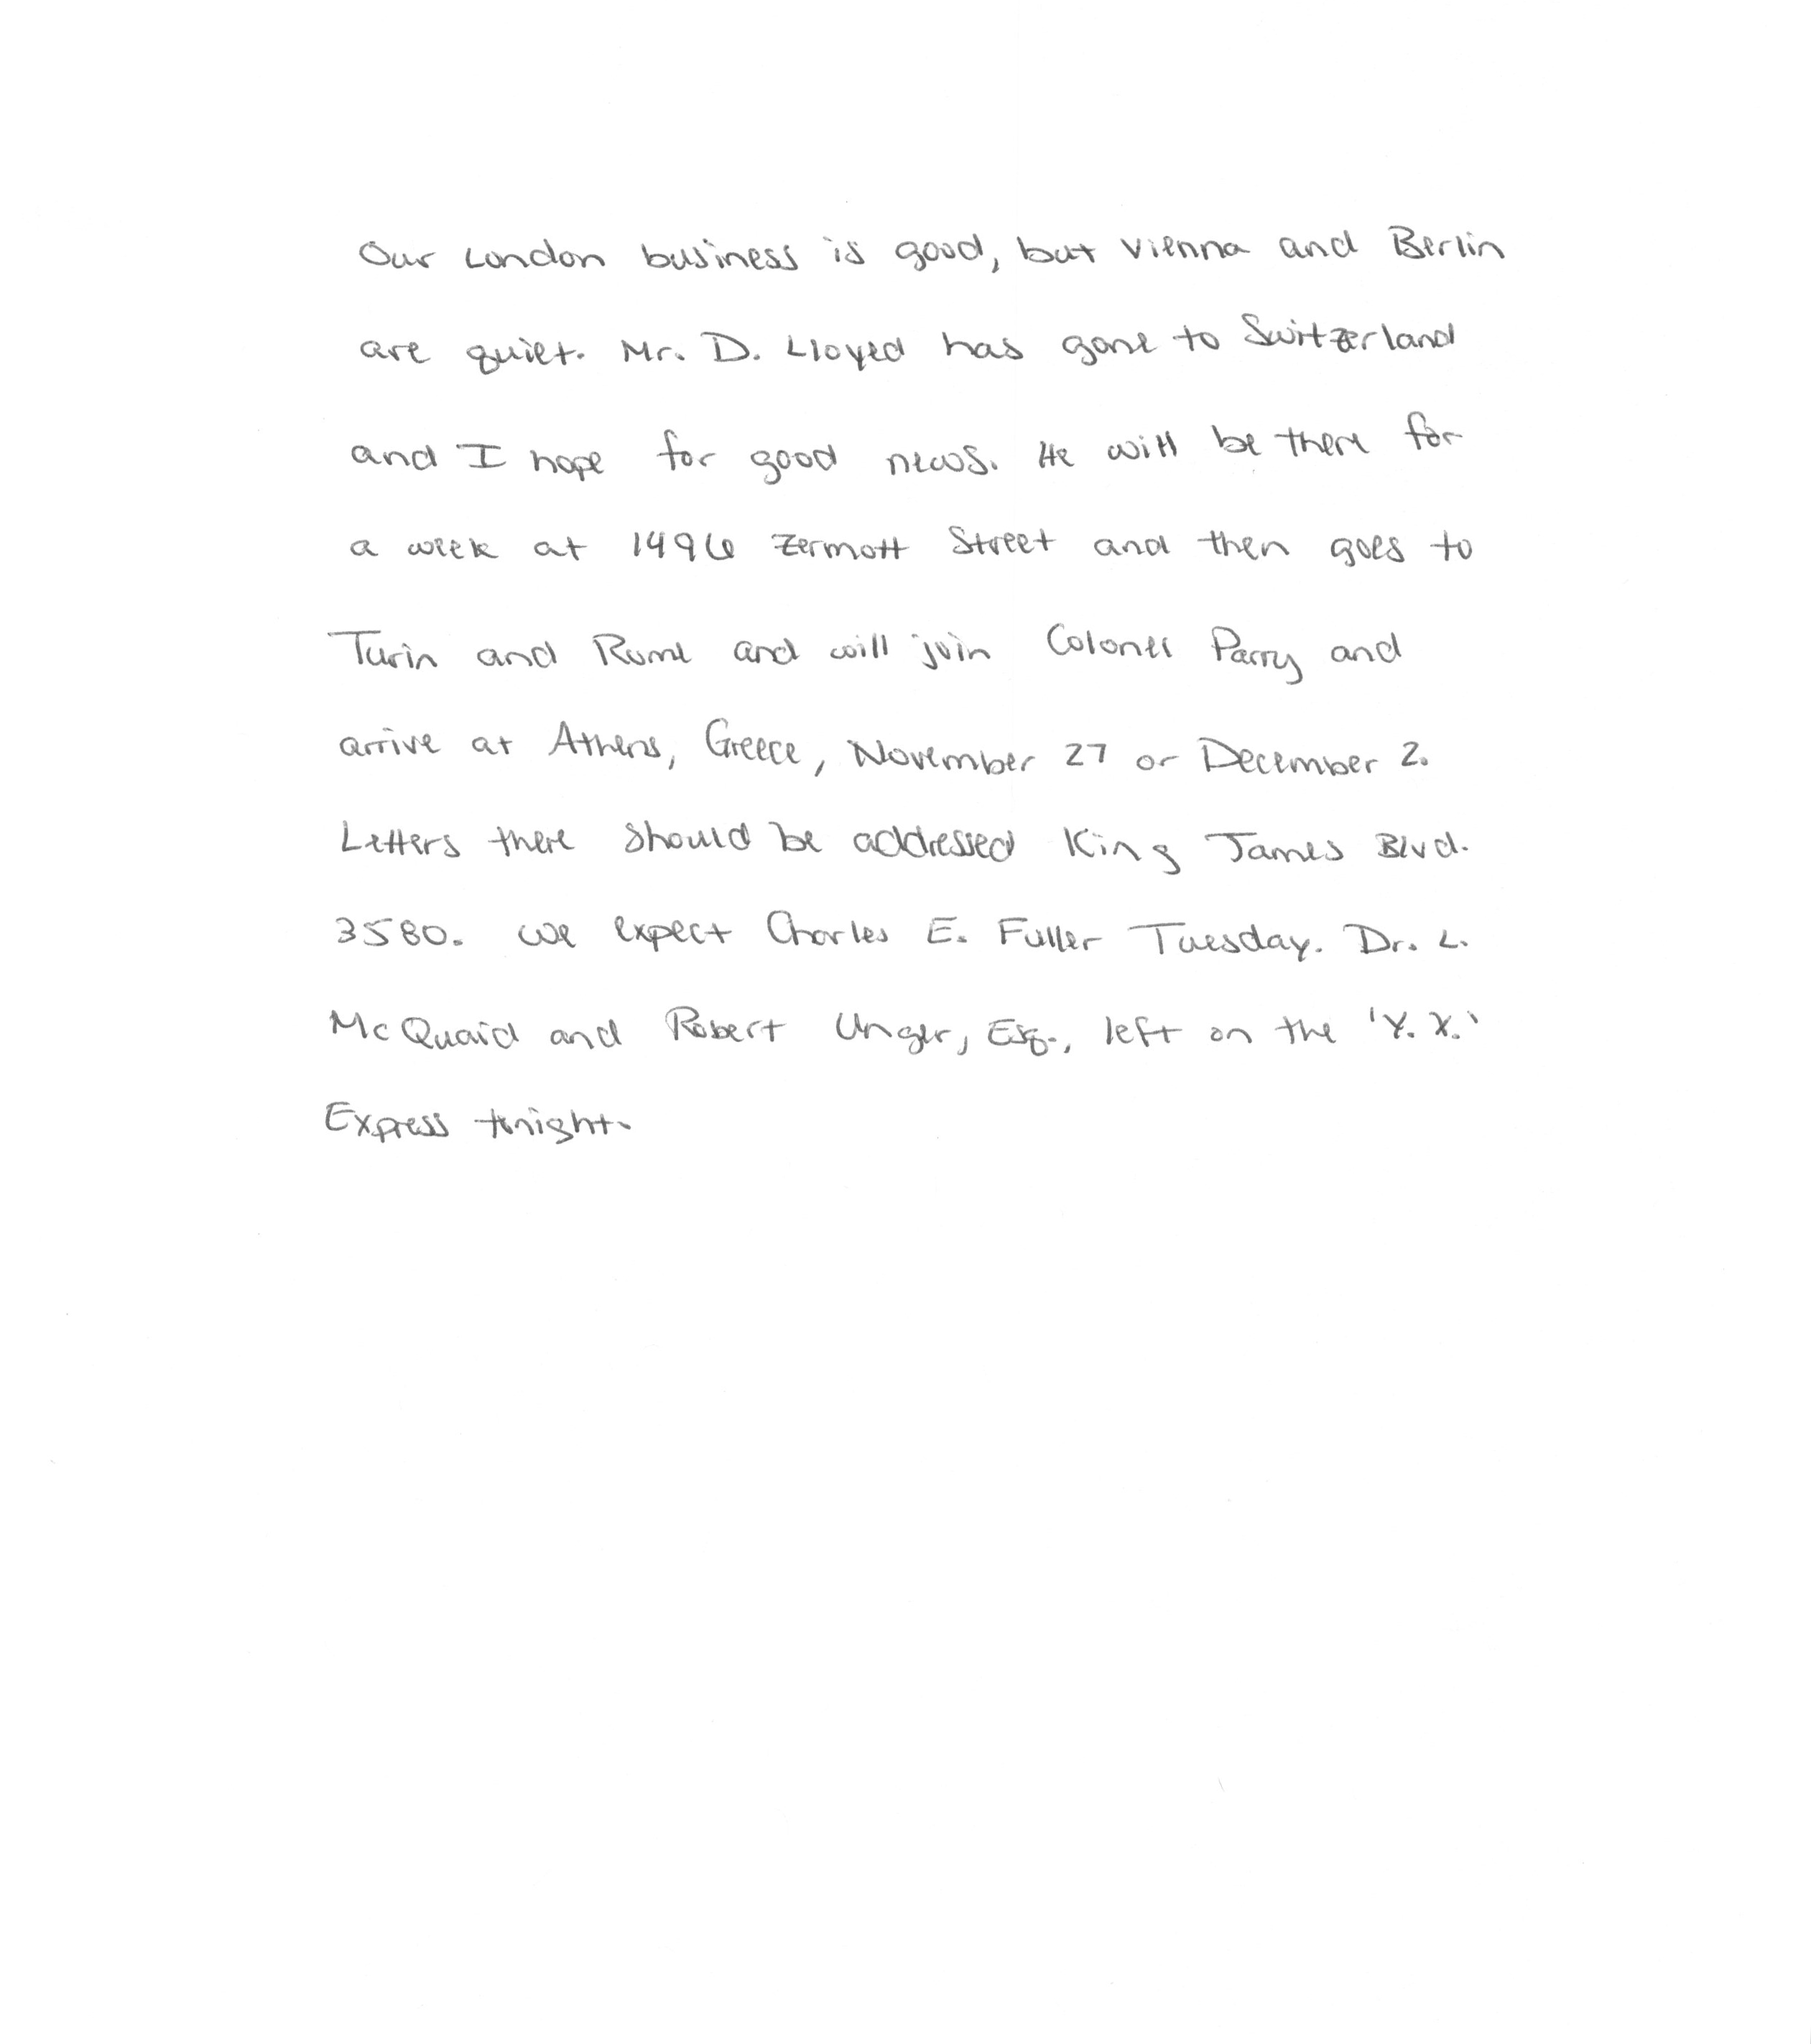 Our London business is good, but Vienna and Berlin
are quiet. Mr. D. Lloyed has gone to Switzerland
and I hope for good news. He will be there for
a week at 1496 Zermott Street and then goes to
Turin and Rome and will join Colonel Parry and
arrive at Athens, Greece, November 27 or December 2.
Letters there should be addressed King James Blvd.
3580. We expect Charles E. Fuller Tuesday. Dr. L.
McQuaid and Robert Unger, Esq., left on the 'Y. X.'
Express tonight.